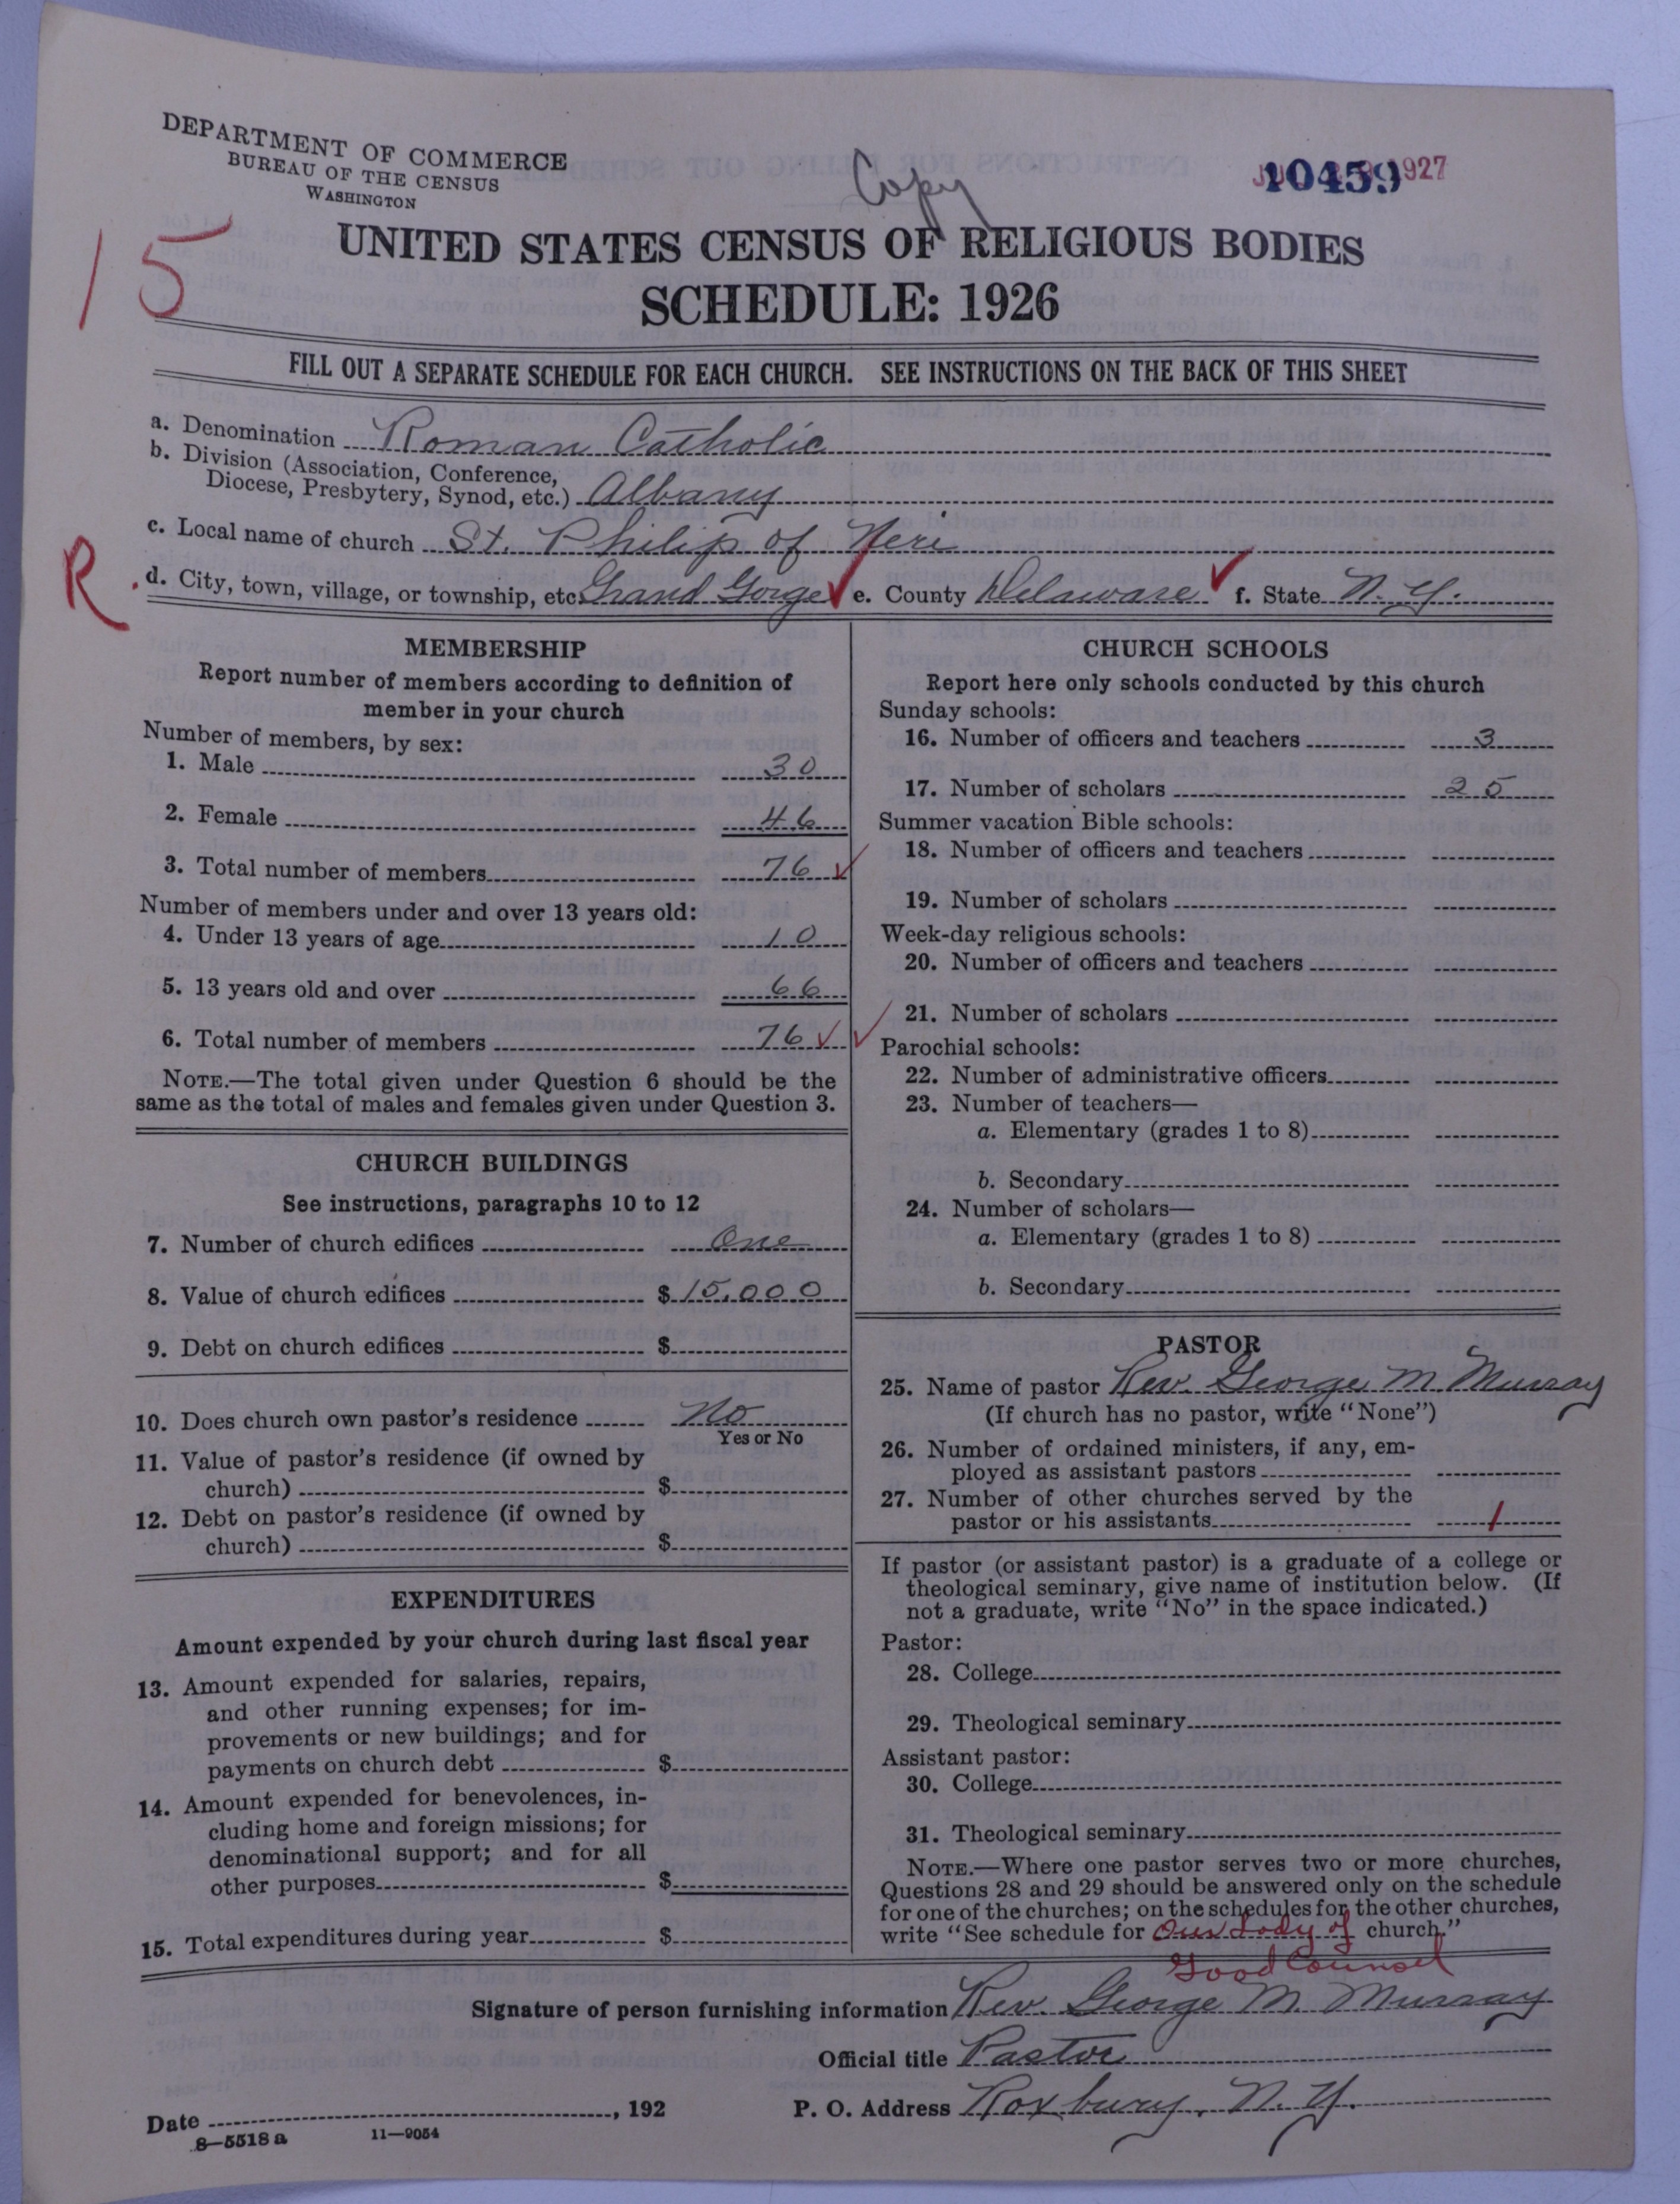 DEPARTMENT OF COMMERCE
BUREAU OF THE CENSUS
WASHINGTON
Copy
10459
1927
15
UNITED STATES CENSUS OF RELIGIOUS BODIES
SCHEDULE: 1926
FILL OUT A SEPARATE SCHEDULE FOR EACH CHURCH. SEE INSTRUCTIONS ON THE BACK OF THIS SHEET
a. Denomination Roman Catholic
b. Division (Association, Conference,
Diocese, Presbytery, Synod, etc.) Albany
c. Local name of church St. Philip of Neri
R. d. City, town, village, or township, etc. Grand Gorge e. County Delaware f. State N.Y.
MEMBERSHIP
Report number of members according to definition of
member in your church
Number of members, by sex:
1. Male 30
2. Female 46
3. Total number of members 76
Number of members under and over 13 years old:
4. Under 13 years of age 10
5. 13 years old and over 66
6. Total number of members 76
NOTE.—The total given under Question 6 should be the
same as the total of males and females given under Question 3.
CHURCH BUILDINGS
See instructions, paragraphs 10 to 12
7. Number of church edifices One
8. Value of church edifices $ 15,000
9. Debt on church edifices $
10. Does church own pastor's residence No
Yes or No
11. Value of pastor's residence (if owned by
church) $
12. Debt on pastor's residence (if owned by
church) $
EXPENDITURES
Amount expended by your church during last fiscal year
13. Amount expended for salaries, repairs,
and other running expenses; for im-
provements or new buildings; and for
payments on church debt $
14. Amount expended for benevolences, in-
cluding home and foreign missions; for
denominational support; and for all
other purposes $
15. Total expenditures during year $
CHURCH SCHOOLS
Report here only schools conducted by this church
Sunday schools:
16. Number of officers and teachers 3
17. Number of scholars 25
Summer vacation Bible schools:
18. Number of officers and teachers
19. Number of scholars
Week-day religious schools:
20. Number of officers and teachers
21. Number of scholars
Parochial schools:
22. Number of administrative officers
23. Number of teachers—
a. Elementary (grades 1 to 8)
b. Secondary
24. Number of scholars—
a. Elementary (grades 1 to 8)
b. Secondary
PASTOR
25. Name of pastor Rev. George M. Murray
(If church has no pastor, write "None")
26. Number of ordained ministers, if any, em-
ployed as assistant pastors
27. Number of other churches served by the
pastor or his assistants 1
If pastor (or assistant pastor) is a graduate of a college or
theological seminary, give name of institution below. (If
not a graduate, write "No" in the space indicated.)
Pastor:
28. College
29. Theological seminary
Assistant pastor:
30. College
31. Theological seminary
NOTE.—Where one pastor serves two or more churches,
Questions 28 and 29 should be answered only on the schedule
for one of the churches; on the schedules for the other churches,
write "See schedule for Our Lady of church."
Good Counsel
Signature of person furnishing information Rev. George M. Murray
Official title Pastor
Date , 192 P. O. Address Roxbury, N.Y.
8—5518a 11—9054